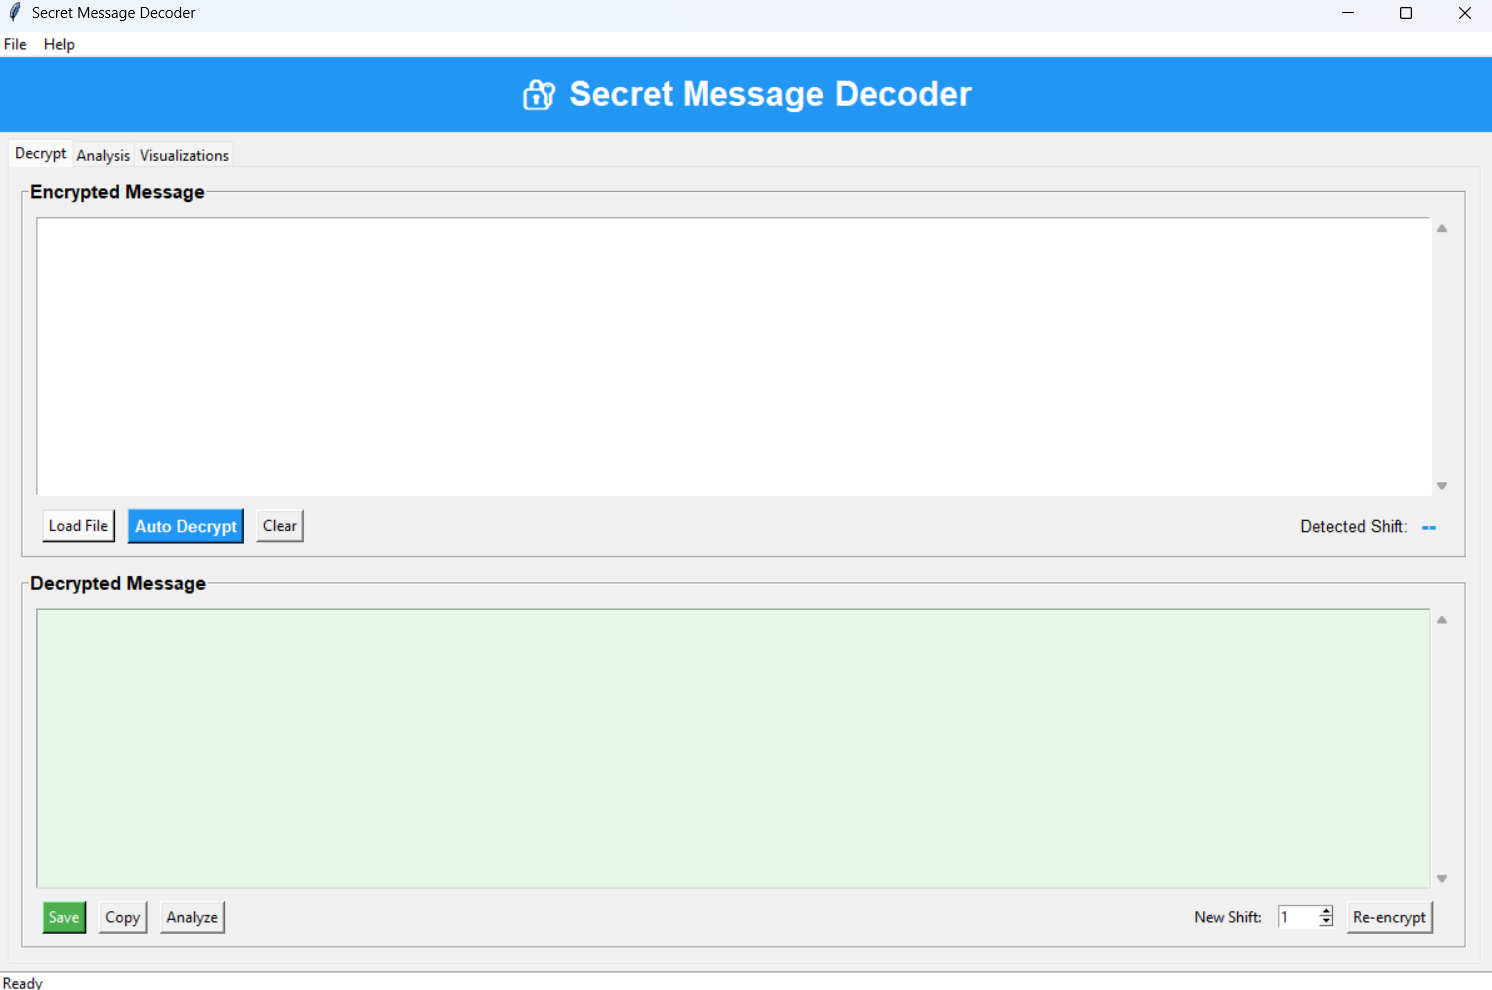 Secret Message Decoder
File Help
Secret Message Decoder
Decrypt Analysis Visualizations
Encrypted Message
Load File Auto Decrypt Clear Detected Shift: --
Decrypted Message
Save Copy Analyze New Shift: 1 Re-encrypt
Ready